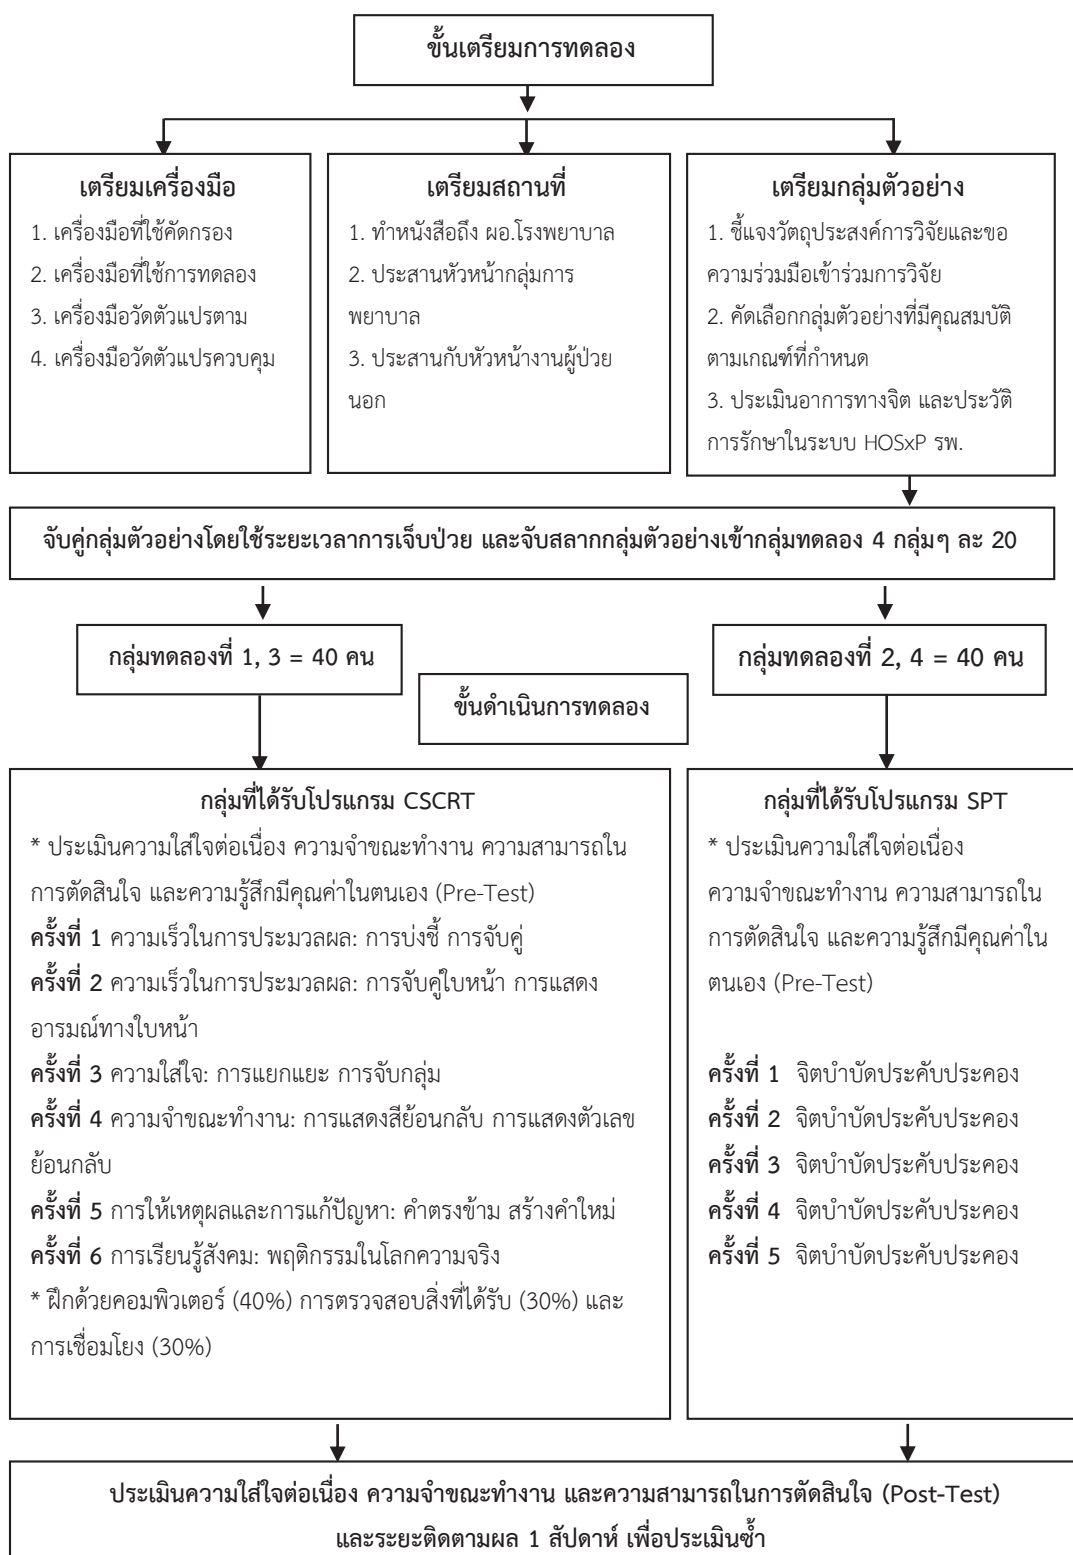 ขั้นเตรียมการทดลอง
เตรียมเครื่องมือ
1. เครื่องมือที่ใช้คัดกรอง
2. เครื่องมือที่ใช้การทดลอง
3. เครื่องมือวัดตัวแปรตาม
4. เครื่องมือวัดตัวแปรควบคุม
เตรียมสถานที่
1. ทำหนังสือถึง ผอ.โรงพยาบาล
2. ประสานหัวหน้ากลุ่มการ
พยาบาล
3. ประสานกับหัวหน้างานผู้ป่วย
นอก
เตรียมกลุ่มตัวอย่าง
1. ชี้แจงวัตถุประสงค์การวิจัยและขอ
ความร่วมมือเข้าร่วมการวิจัย
2. คัดเลือกกลุ่มตัวอย่างที่มีคุณสมบัติ
ตามเกณฑ์ที่กำหนด
3. ประเมินอาการทางจิต และประวัติ
การรักษาในระบบ HOSxP รพ.
จับคู่กลุ่มตัวอย่างโดยใช้ระยะเวลาการเจ็บป่วย และจับสลากกลุ่มตัวอย่างเข้ากลุ่มทดลอง 4 กลุ่มๆ ละ 20
กลุ่มทดลองที่ 1, 3 = 40 คน
กลุ่มทดลองที่ 2, 4 = 40 คน
ขั้นดำเนินการทดลอง
กลุ่มที่ได้รับโปรแกรม CSCRT
* ประเมินความใส่ใจต่อเนื่อง ความจำขณะทำงาน ความสามารถใน
การตัดสินใจ และความรู้สึกมีคุณค่าในตนเอง (Pre-Test)
ครั้งที่ 1 ความเร็วในการประมวลผล: การบ่งชี้ การจับคู่
ครั้งที่ 2 ความเร็วในการประมวลผล: การจับคู่ใบหน้า การแสดง
อารมณ์ทางใบหน้า
ครั้งที่ 3 ความใส่ใจ: การแยกแยะ การจับกลุ่ม
ครั้งที่ 4 ความจำขณะทำงาน: การแสดงสีย้อนกลับ การแสดงตัวเลข
ย้อนกลับ
ครั้งที่ 5 การให้เหตุผลและการแก้ปัญหา: คำตรงข้าม สร้างคำใหม่
ครั้งที่ 6 การเรียนรู้สังคม: พฤติกรรมในโลกความจริง
* ฝึกด้วยคอมพิวเตอร์ (40%) การตรวจสอบสิ่งที่ได้รับ (30%) และ
การเชื่อมโยง (30%)
กลุ่มที่ได้รับโปรแกรม SPT
* ประเมินความใส่ใจต่อเนื่อง
ความจำขณะทำงาน ความสามารถใน
การตัดสินใจ และความรู้สึกมีคุณค่าใน
ตนเอง (Pre-Test)
ครั้งที่ 1 จิตบำบัดประคับประคอง
ครั้งที่ 2 จิตบำบัดประคับประคอง
ครั้งที่ 3 จิตบำบัดประคับประคอง
ครั้งที่ 4 จิตบำบัดประคับประคอง
ครั้งที่ 5 จิตบำบัดประคับประคอง
ประเมินความใส่ใจต่อเนื่อง ความจำขณะทำงาน และความสามารถในการตัดสินใจ (Post-Test)
และระยะติดตามผล 1 สัปดาห์ เพื่อประเมินซ้ำ